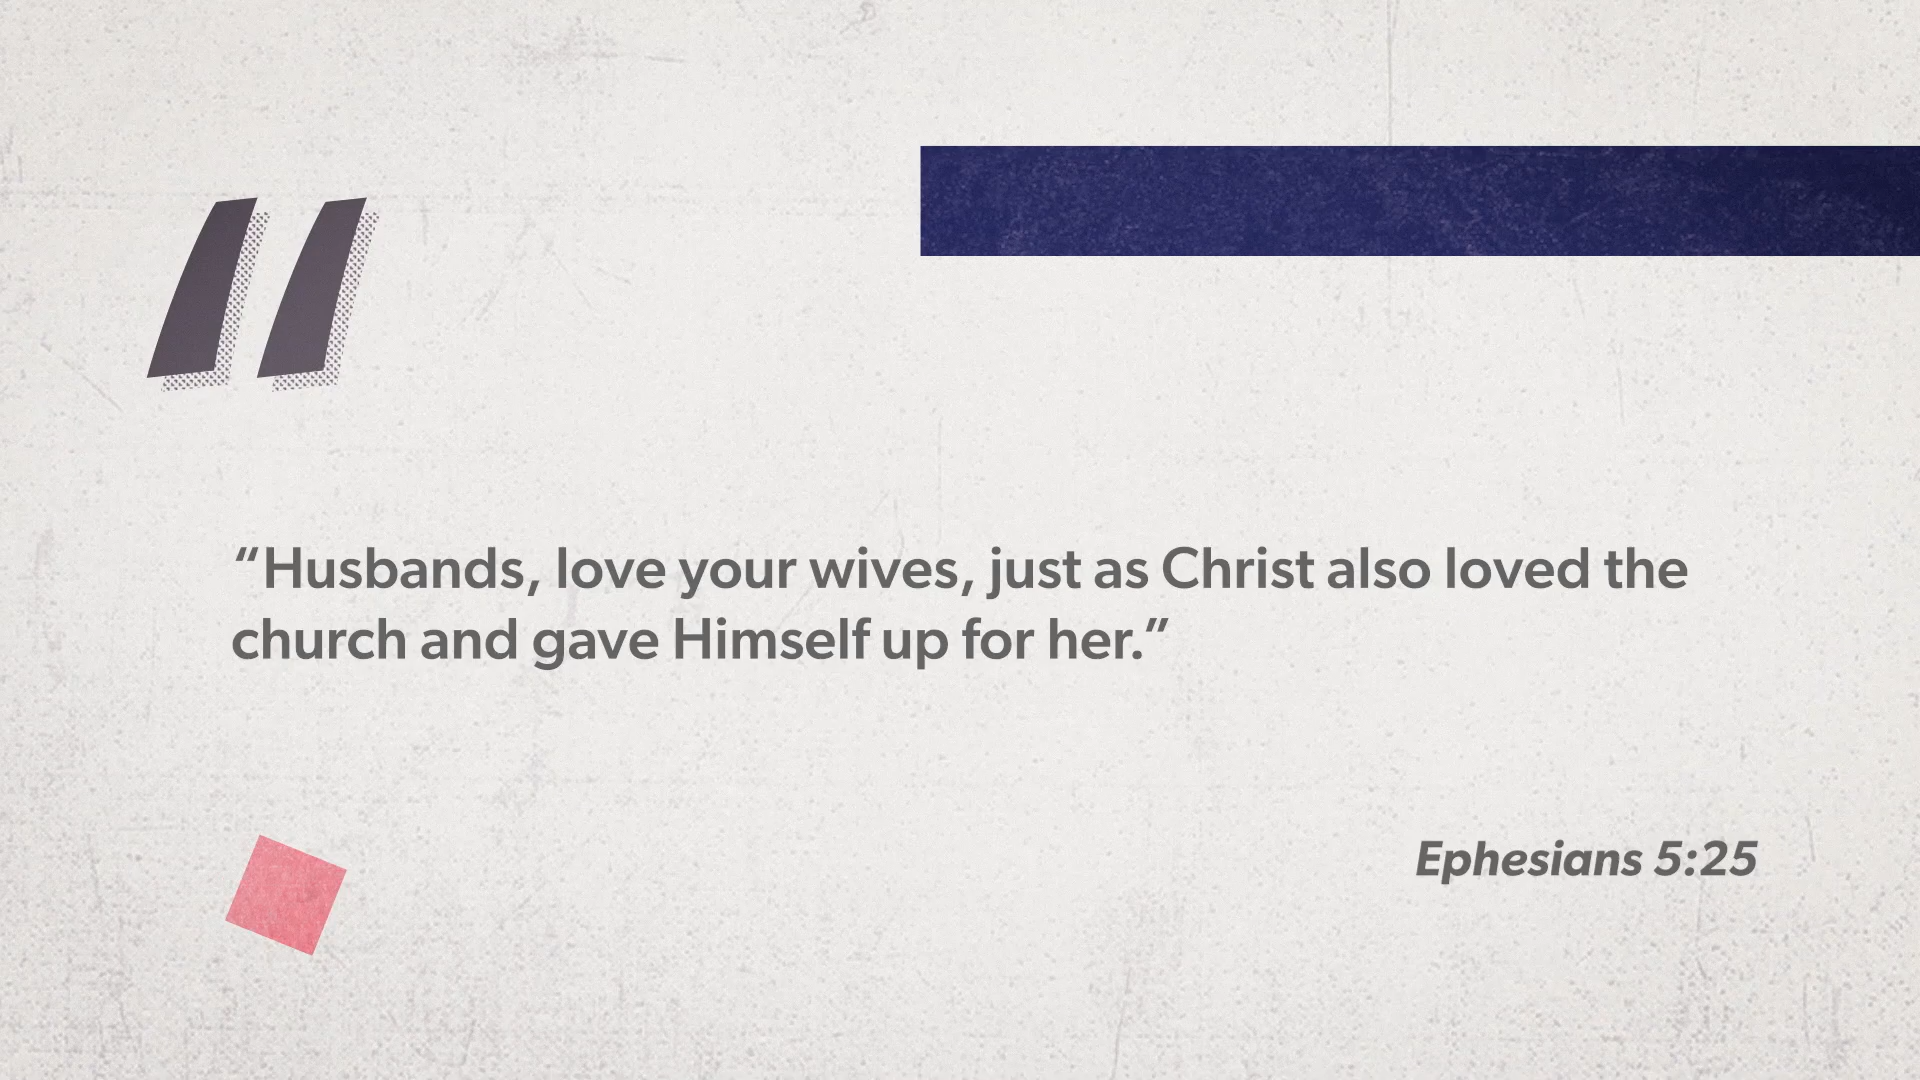 “Husbands, love your wives, just as Christ also loved the
church and gave Himself up for her.”
Ephesians 5:25